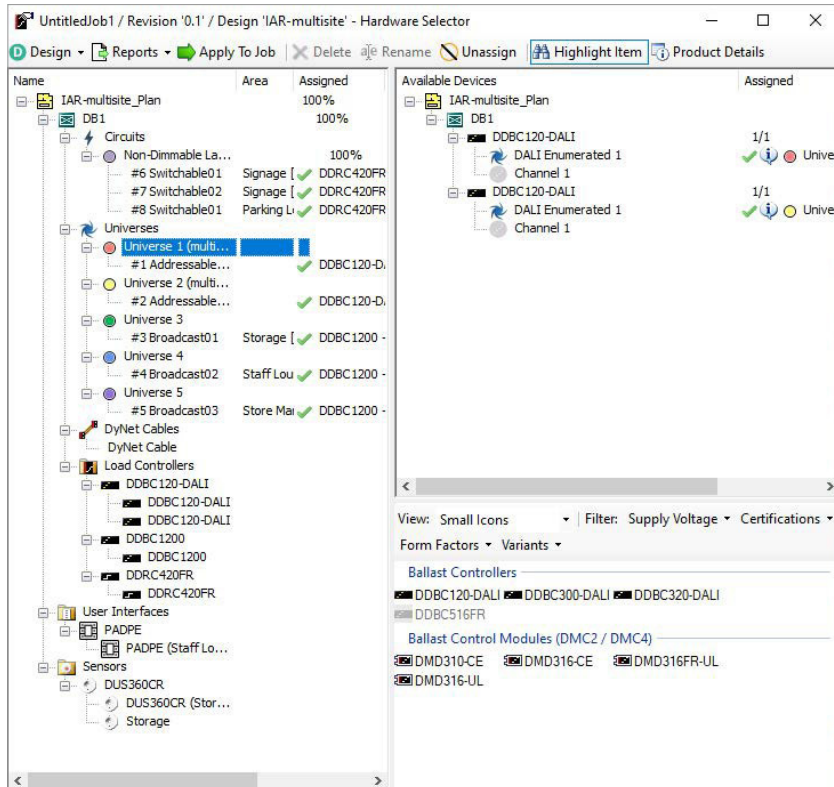 UntitledJob1 / Revision '0.1' / Design 'IAR-multisite' - Hardware Selector
Design Reports Apply To Job Delete Rename Unassign Highlight Item Product Details
Name Area Assigned
IAR-multisite_Plan 100%
DB1 100%
Circuits
Non-Dimmable La... 100%
#6 Switchable01 Signage [ DDRC420FR
#7 Switchable02 Signage [ DDRC420FR
#8 Switchable01 Parking L DDRC420FR
Universes
Universe 1 (multi...
#1 Addressable... DDBC120-D
Universe 2 (multi...
#2 Addressable... DDBC120-D
Universe 3
#3 Broadcast01 Storage [ DDBC1200 -
Universe 4
#4 Broadcast02 Staff Lou DDBC1200 -
Universe 5
#5 Broadcast03 Store Ma DDBC1200 -
DyNet Cables
DyNet Cable
Load Controllers
DDBC120-DALI
DDBC120-DALI
DDBC120-DALI
DDBC1200
DDBC1200
DDRC420FR
DDRC420FR
User Interfaces
PADPE
PADPE (Staff Lo...
Sensors
DUS360CR
DUS360CR (Stor...
Storage
Available Devices Assigned
IAR-multisite_Plan
DB1
DDBC120-DALI 1/1
DALI Enumerated 1 Unive
Channel 1
DDBC120-DALI 1/1
DALI Enumerated 1 Unive
Channel 1
View: Small Icons Filter: Supply Voltage Certifications
Form Factors Variants
Ballast Controllers
DDBC120-DALI DDBC300-DALI DDBC320-DALI
DDBC516FR
Ballast Control Modules (DMC2 / DMC4)
DMD310-CE DMD316-CE DMD316FR-UL
DMD316-UL